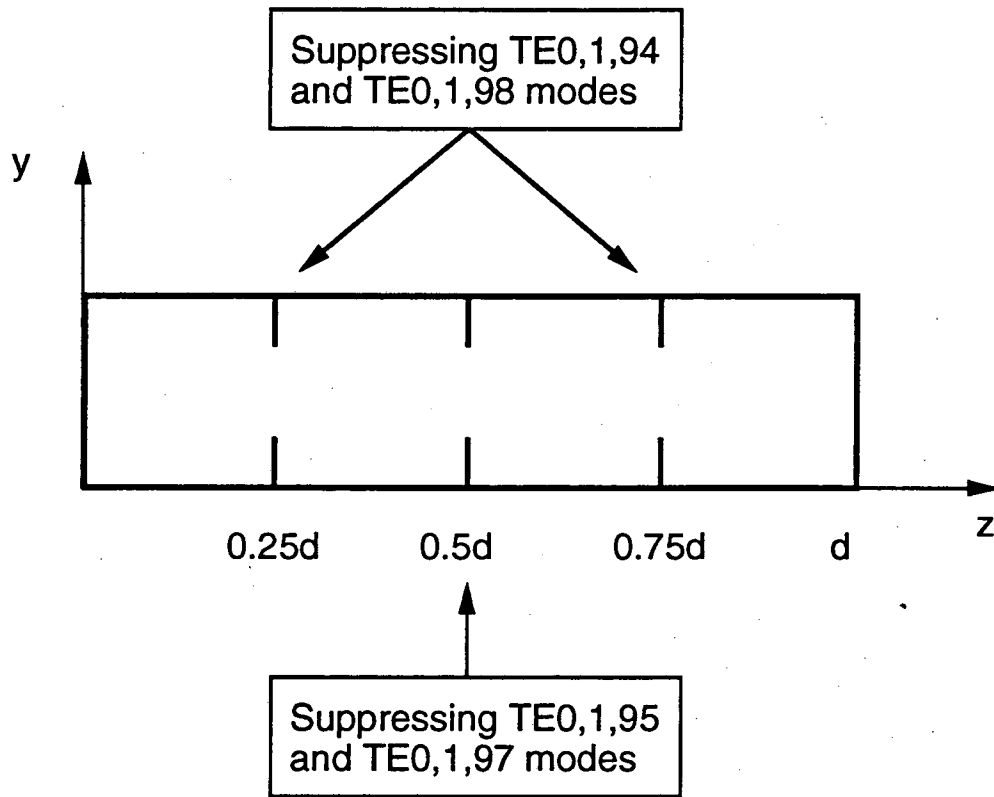 Suppressing TE0,1,94
and TE0,1,98 modes
y
0.25d 0.5d 0.75d d
z
Suppressing TE0,1,95
and TE0,1,97 modes